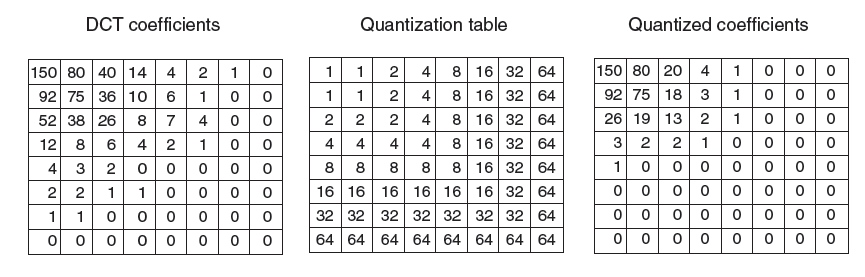 DCT coefficients Quantization table Quantized coefficients
150 80 40 14 4 2 1 0 1 1 2 4 8 16 32 64 150 80 20 4 1 0 0 0
92 75 36 10 6 1 0 0 1 1 2 4 8 16 32 64 92 75 18 3 1 0 0 0
52 38 26 8 7 4 0 0 2 2 2 4 8 16 32 64 26 19 13 2 1 0 0 0
12 8 6 4 2 1 0 0 4 4 4 4 8 16 32 64 3 2 2 1 0 0 0 0
4 3 2 0 0 0 0 0 8 8 8 8 8 16 32 64 1 0 0 0 0 0 0 0
2 2 1 1 0 0 0 0 16 16 16 16 16 16 32 64 0 0 0 0 0 0 0 0
1 1 0 0 0 0 0 0 32 32 32 32 32 32 32 64 0 0 0 0 0 0 0 0
0 0 0 0 0 0 0 0 64 64 64 64 64 64 64 64 0 0 0 0 0 0 0 0